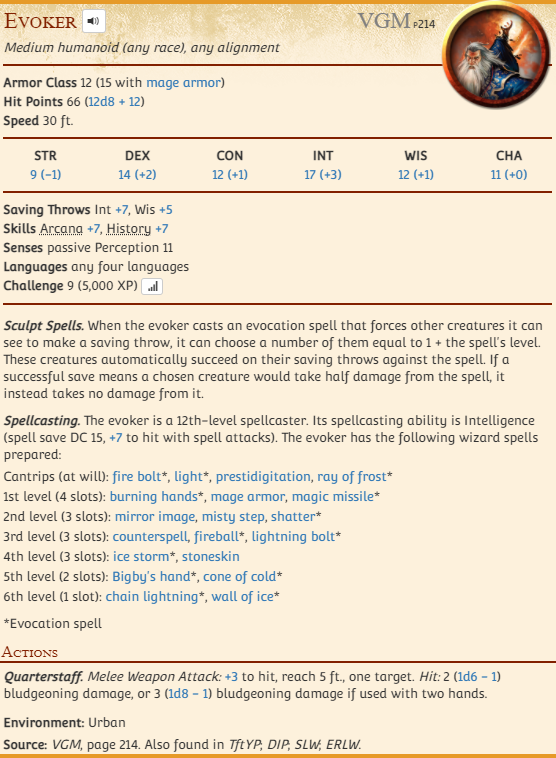 Evoker VGM p214
Medium humanoid (any race), any alignment
Armor Class 12 (15 with mage armor)
Hit Points 66 (12d8 + 12)
Speed 30 ft.
STR DEX CON INT WIS CHA
9 (−1) 14 (+2) 12 (+1) 17 (+3) 12 (+1) 11 (+0)
Saving Throws Int +7, Wis +5
Skills Arcana +7, History +7
Senses passive Perception 11
Languages any four languages
Challenge 9 (5,000 XP)
Sculpt Spells. When the evoker casts an evocation spell that forces other creatures it can
see to make a saving throw, it can choose a number of them equal to 1 + the spell's level.
These creatures automatically succeed on their saving throws against the spell. If a
successful save means a chosen creature would take half damage from the spell, it
instead takes no damage from it.
Spellcasting. The evoker is a 12th-level spellcaster. Its spellcasting ability is Intelligence
(spell save DC 15, +7 to hit with spell attacks). The evoker has the following wizard spells
prepared:
Cantrips (at will): fire bolt*, light*, prestidigitation, ray of frost*
1st level (4 slots): burning hands*, mage armor, magic missile*
2nd level (3 slots): mirror image, misty step, shatter*
3rd level (3 slots): counterspell, fireball*, lightning bolt*
4th level (3 slots): ice storm*, stoneskin
5th level (2 slots): Bigby's hand*, cone of cold*
6th level (1 slot): chain lightning*, wall of ice*
*Evocation spell
Actions
Quarterstaff. Melee Weapon Attack: +3 to hit, reach 5 ft., one target. Hit: 2 (1d6 − 1)
bludgeoning damage, or 3 (1d8 − 1) bludgeoning damage if used with two hands.
Environment: Urban
Source: VGM, page 214. Also found in TftYP; DIP; SLW; ERLW.